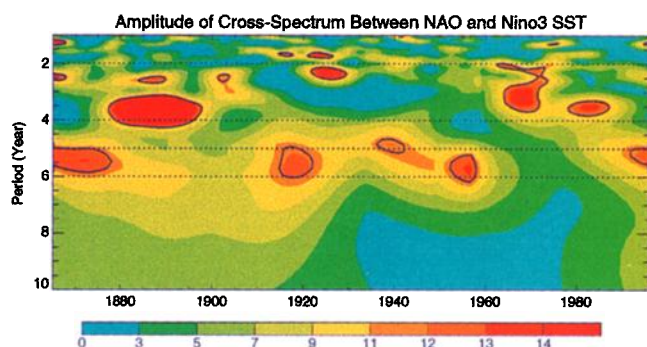 Amplitude of Cross-Spectrum Between NAO and Nino3 SST
Period (Year)
2
4
6
8
10
1880 1900 1920 1940 1960 1980
0 3 5 7 9 11 12 13 14